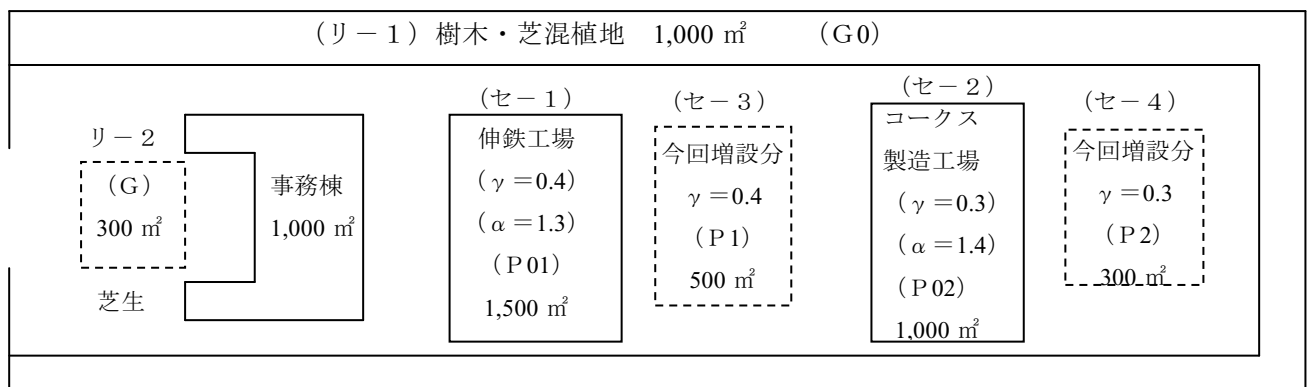 （リ－１）樹木・芝混植地　1,000 ㎡　　（Ｇ0）
リ－２
（Ｇ）
300 ㎡
芝生
事務棟
1,000 ㎡
（セ－１）
伸鉄工場
（γ＝0.4）
（α＝1.3）
（Ｐ01）
1,500 ㎡
（セ－３）
今回増設分
γ＝0.4
（Ｐ1）
500 ㎡
（セ－２）
コークス
製造工場
（γ＝0.3）
（α＝1.4）
（Ｐ02）
1,000 ㎡
（セ－４）
今回増設分
γ＝0.3
（Ｐ2）
300 ㎡